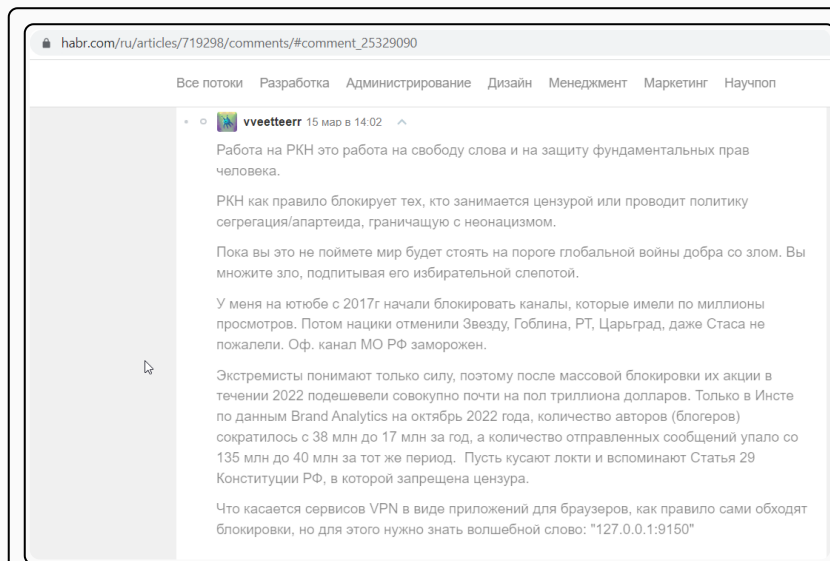 habr.com/ru/articles/719298/comments/#comment_25329090
Все потоки Разработка Администрирование Дизайн Менеджмент Маркетинг Научпоп
vveetteerr 15 мар в 14:02
Работа на РКН это работа на свободу слова и на защиту фундаментальных прав
человека.
РКН как правило блокирует тех, кто занимается цензурой или проводит политику
сегрегация/апартеида, граничащую с неонацизмом.
Пока вы это не поймете мир будет стоять на пороге глобальной войны добра со злом. Вы
множите зло, подпитывая его избирательной слепотой.
У меня на ютюбе с 2017г начали блокировать каналы, которые имели по миллионы
просмотров. Потом нацики отменили Звезду, Гоблина, РТ, Царьград, даже Стаса не
пожалели. Оф. канал МО РФ заморожен.
Экстремисты понимают только силу, поэтому после массовой блокировки их акции в
течении 2022 подешевели совокупно почти на пол триллиона долларов. Только в Инсте
по данным Brand Analytics на октябрь 2022 года, количество авторов (блогеров)
сократилось с 38 млн до 17 млн за год, а количество отправленных сообщений упало со
135 млн до 40 млн за тот же период. Пусть кусают локти и вспоминают Статья 29
Конституции РФ, в которой запрещена цензура.
Что касается сервисов VPN в виде приложений для браузеров, как правило сами обходят
блокировки, но для этого нужно знать волшебной слово: "127.0.0.1:9150"